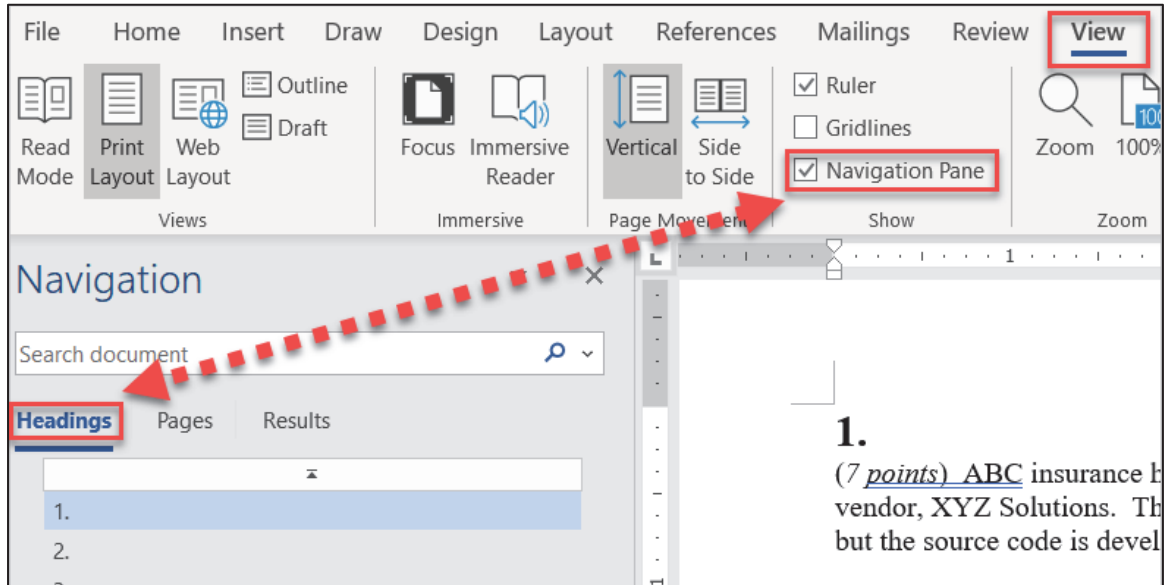 File Home Insert Draw Design Layout References Mailings Review View
Read Mode
Print Layout
Web Layout
Outline
Draft
Views
Focus
Immersive Reader
Immersive
Vertical
Side to Side
Page
Ruler
Gridlines
Navigation Pane
Show
Zoom
100%
100
Zoom
Navigation
Search document
Headings Pages Results
1.
2.
L
1
1.
(7 points) ABC insurance
vendor, XYZ Solutions.
but the source code is devel